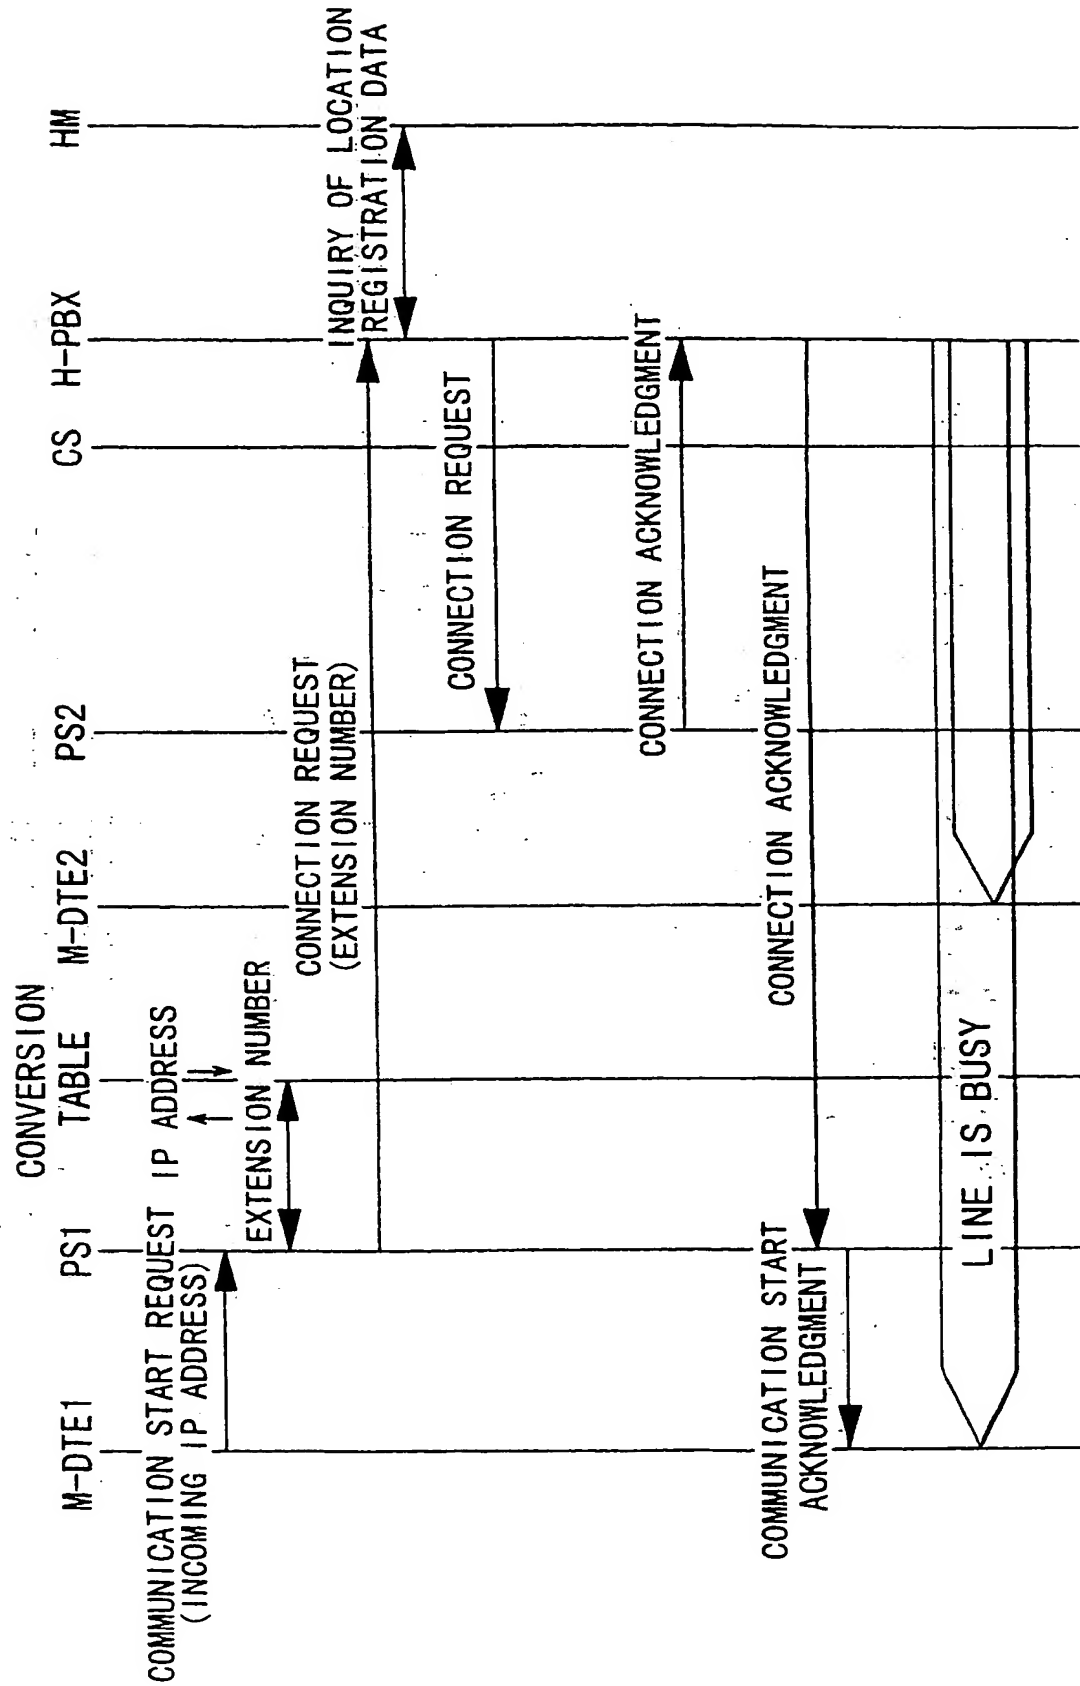 M-DTE1
PS1
CONVERSION
TABLE
M-DTE2
PS2
CS
H-PBX
HM
COMMUNICATION START REQUEST
(INCOMING IP ADDRESS)
IP ADDRESS
EXTENSION NUMBER
CONNECTION REQUEST
(EXTENSION NUMBER)
INQUIRY OF LOCATION
REGISTRATION DATA
CONNECTION REQUEST
CONNECTION ACKNOWLEDGMENT
CONNECTION ACKNOWLEDGMENT
COMMUNICATION START
ACKNOWLEDGMENT
LINE IS BUSY